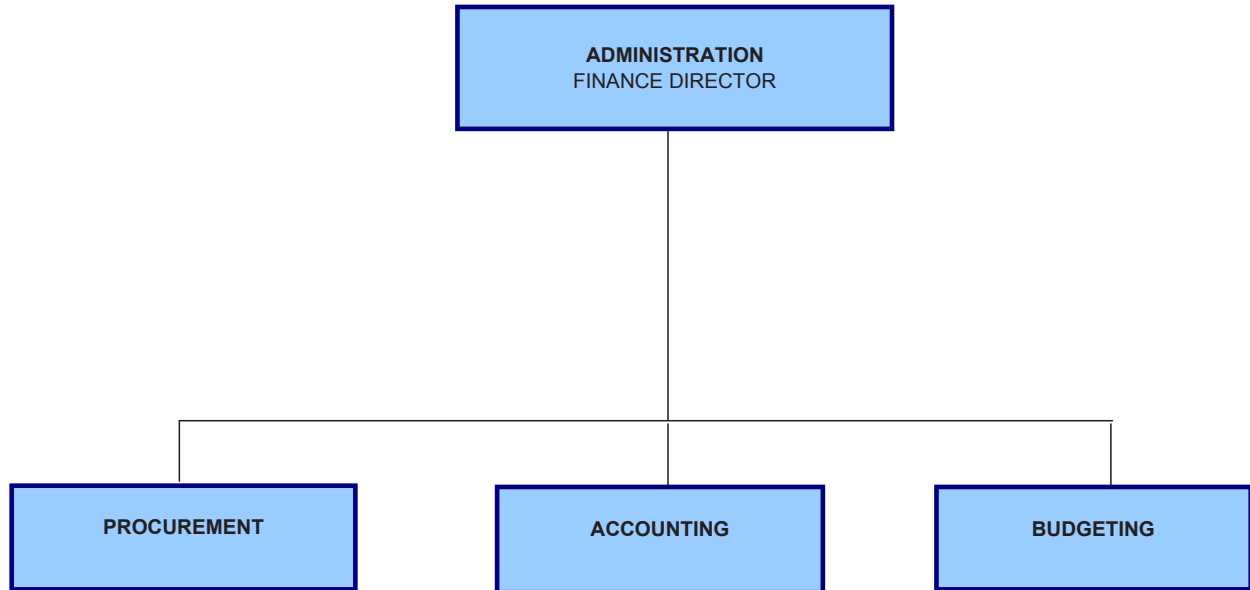 ADMINISTRATION
FINANCE DIRECTOR
PROCUREMENT
ACCOUNTING
BUDGETING